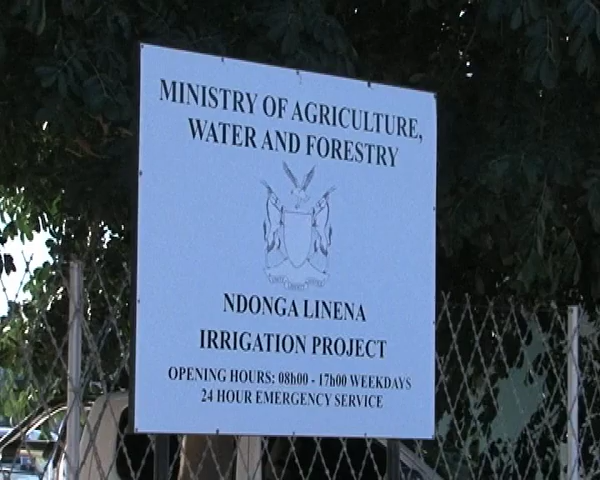 MINISTRY OF AGRICULTURE,
WATER AND FORESTRY
NDONGA LINENA
IRRIGATION PROJECT
OPENING HOURS: 08h00 - 17h00 WEEKDAYS
24 HOUR EMERGENCY SERVICE